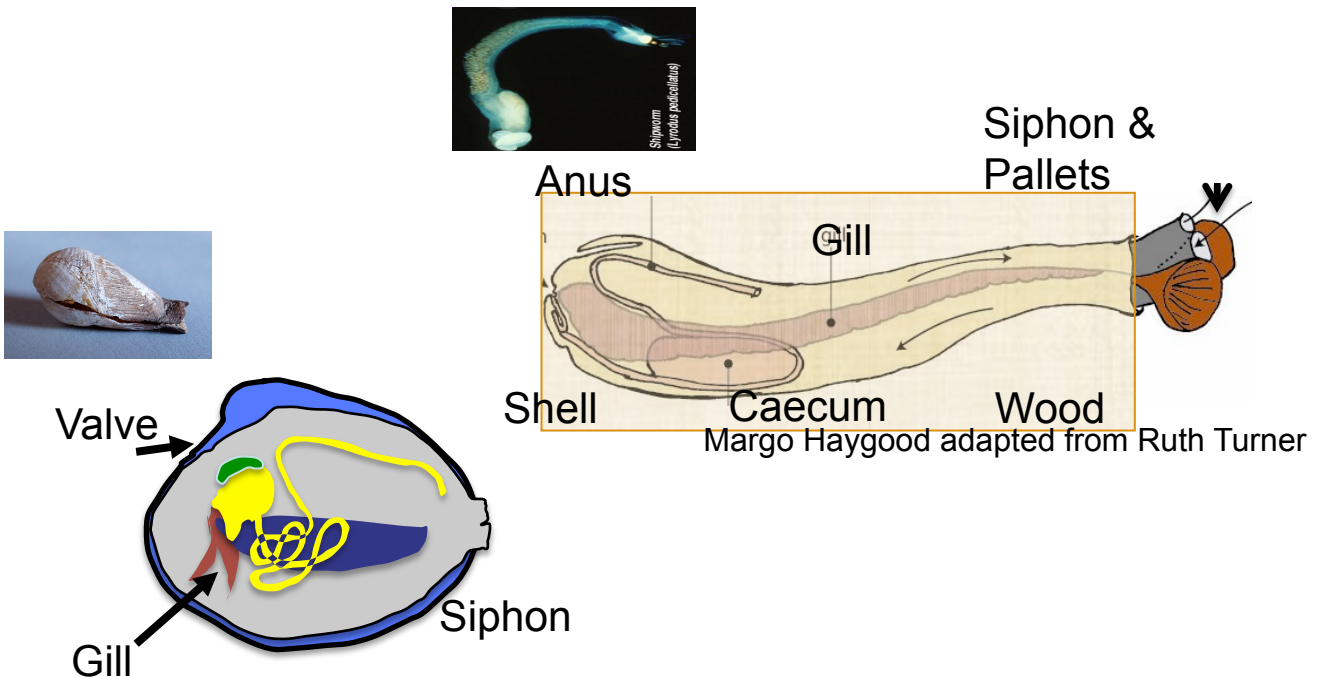 Shipworm
(Lyrodus pedicellatus)
Siphon &
Pallets
Anus
Gill
Shell
Caecum
Wood
Margo Haygood adapted from Ruth Turner
Valve
Siphon
Gill